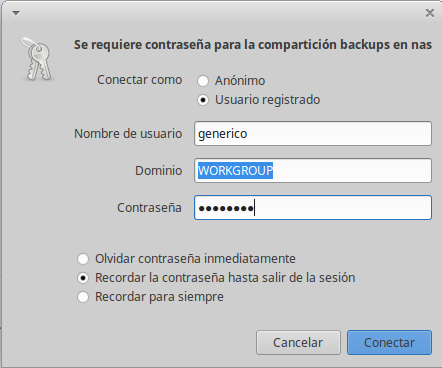 Se requiere contraseña para la compartición backups en nas
Conectar como
Anónimo
Usuario registrado
Nombre de usuario
generico
Dominio
WORKGROUP
Contraseña
●●●●●●●●
Olvidar contraseña inmediatamente
Recordar la contraseña hasta salir de la sesión
Recordar para siempre
Cancelar
Conectar